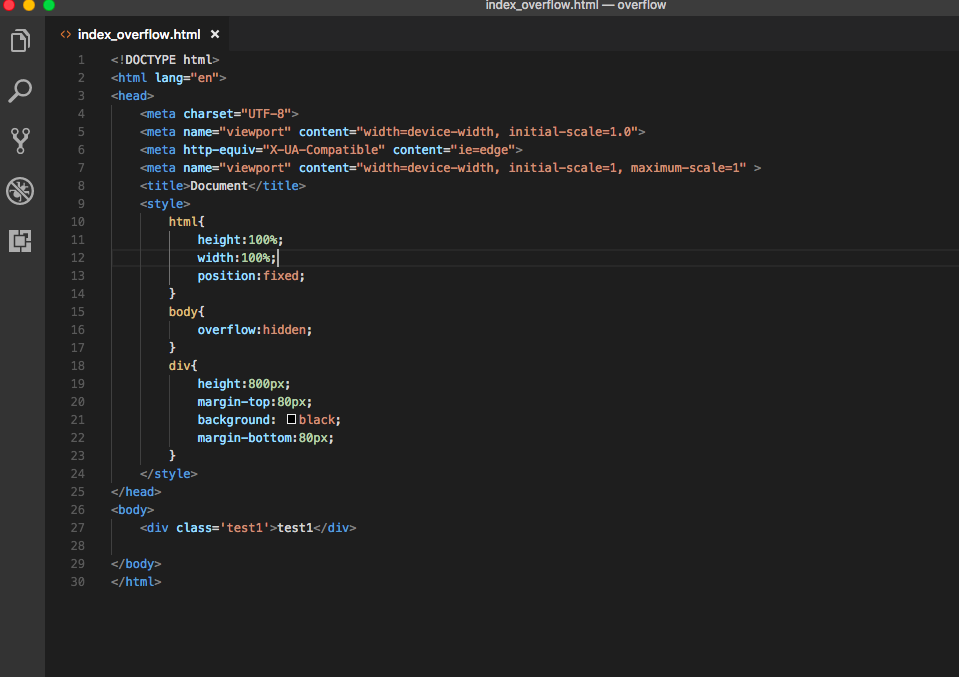 index_overflow.html — overflow
<> index_overflow.html ×
1 <!DOCTYPE html>
2 <html lang="en">
3 <head>
4     <meta charset="UTF-8">
5     <meta name="viewport" content="width=device-width, initial-scale=1.0">
6     <meta http-equiv="X-UA-Compatible" content="ie=edge">
7     <meta name="viewport" content="width=device-width, initial-scale=1, maximum-scale=1" >
8     <title>Document</title>
9     <style>
10         html{
11             height:100%;
12             width:100%;
13             position:fixed;
14         }
15         body{
16             overflow:hidden;
17         }
18         div{
19             height:800px;
20             margin-top:80px;
21             background: black;
22             margin-bottom:80px;
23         }
24     </style>
25 </head>
26 <body>
27     <div class='test1'>test1</div>
28
29 </body>
30 </html>